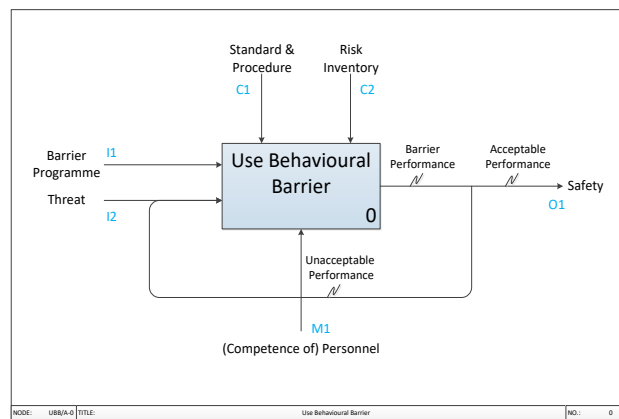 Standard &
Procedure
C1
Risk
Inventory
C2
Barrier
Programme
I1
Threat
I2
Use Behavioural
Barrier
0
Barrier
Performance
Acceptable
Performance
Safety
O1
Unacceptable
Performance
M1
(Competence of) Personnel
NODE: UBB/A-0 TITLE: Use Behavioural Barrier NO.: 0